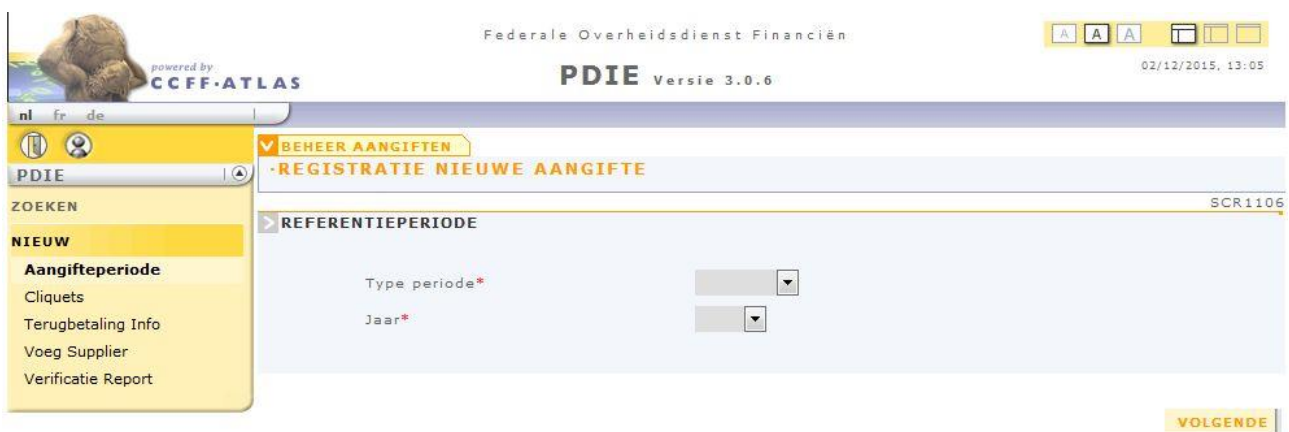 Federale Overheidsdienst Financiën
A A A
powered by
CCFF-ATLAS
PDIE Versie 3.0.6
02/12/2015, 13:05
nl fr de
PDIE
ZOEKEN
NIEUW
Aangifteperiode
Cliquets
Terugbetaling Info
Voeg Supplier
Verificatie Report
BEHEER AANGIFTEN
·REGISTRATIE NIEUWE AANGIFTE
SCR1106
REFERENTIEPERIODE
Type periode*
Jaar*
VOLGENDE